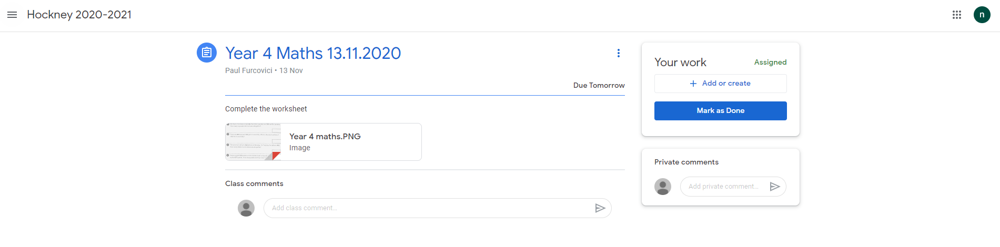 Hockney 2020-2021
n
Year 4 Maths 13.11.2020
Paul Furcovici • 13 Nov
Due Tomorrow
Complete the worksheet
Year 4 maths.PNG
Image
Class comments
Add class comment...
Your work
Assigned
+ Add or create
Mark as Done
Private comments
Add private comment...